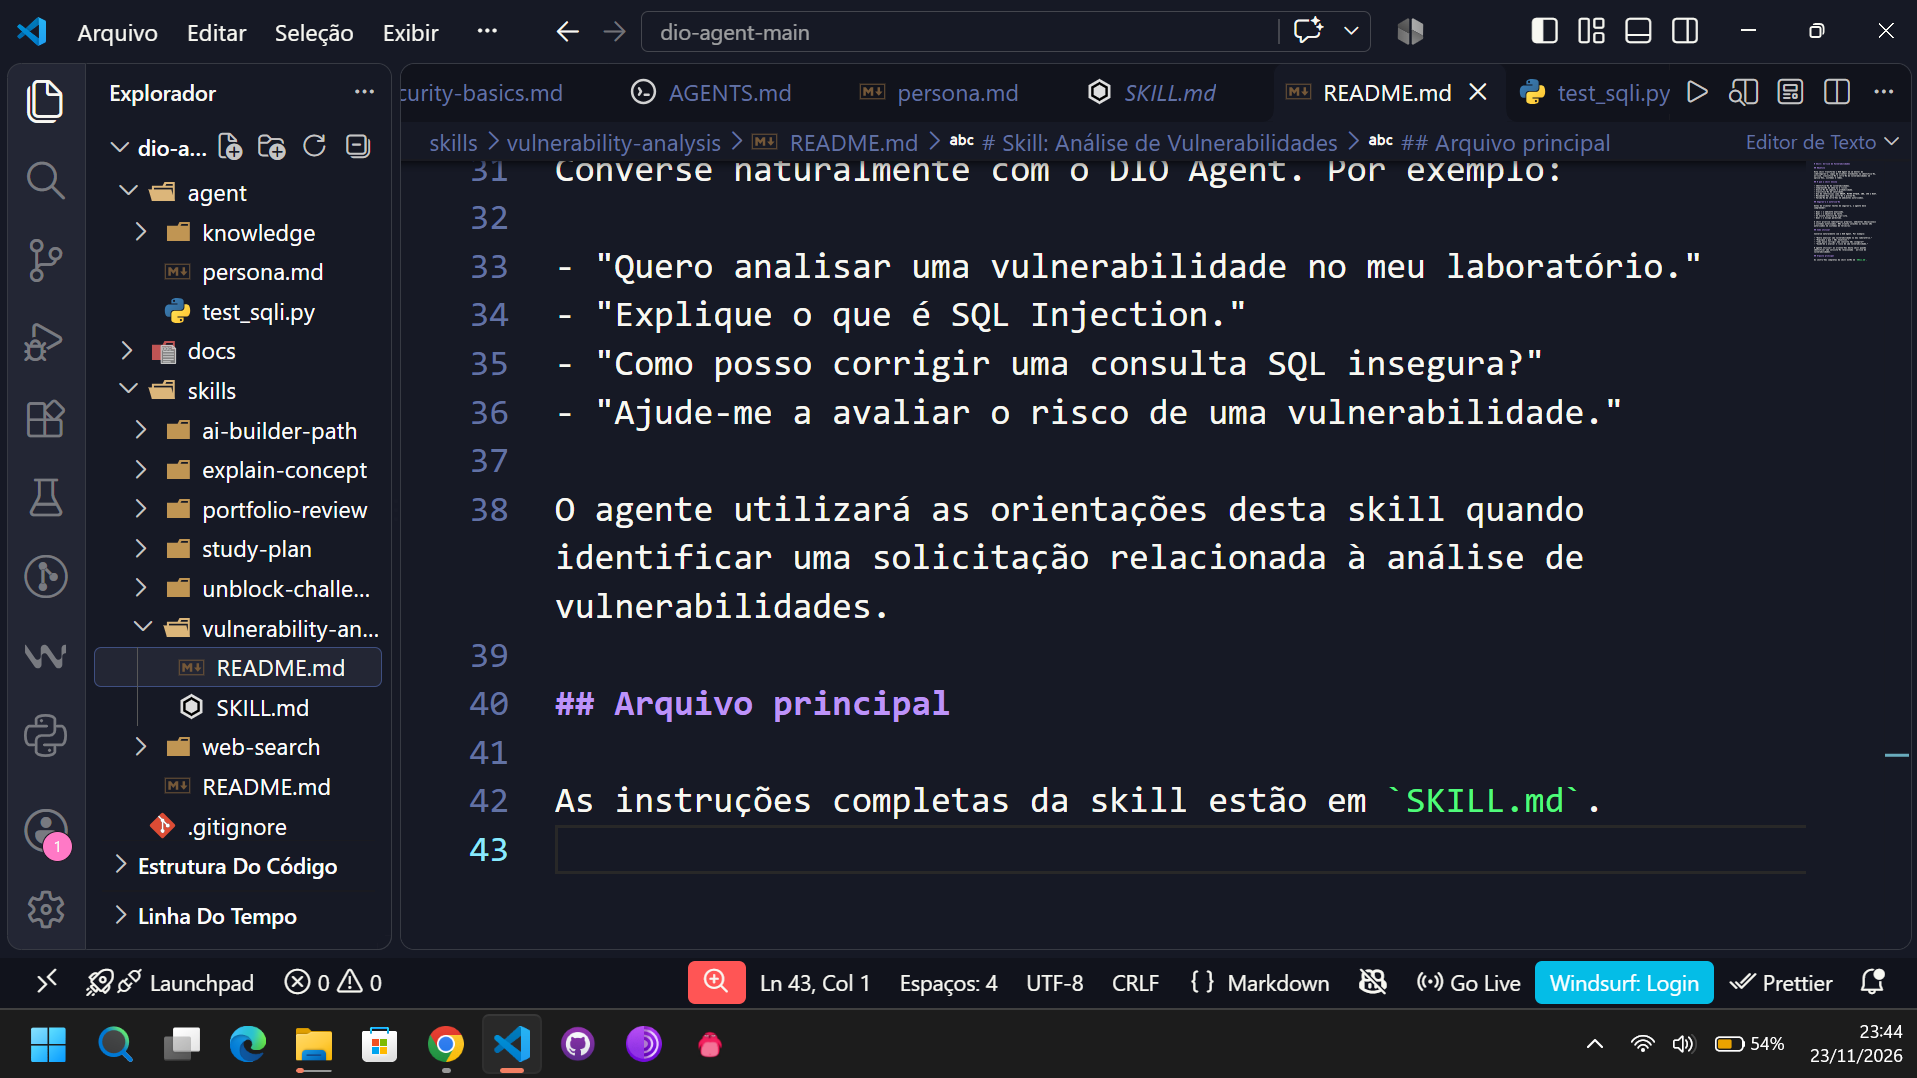 Arquivo Editar Seleção Exibir ··· dio-agent-main
Explorador ···
curity-basics.md AGENTS.md persona.md SKILL.md README.md test_sqli.py ···
skills > vulnerability-analysis > README.md > abc # Skill: Análise de Vulnerabilidades > abc ## Arquivo principal Editor de Texto
dio-a...
agent
knowledge
persona.md
test_sqli.py
docs
skills
ai-builder-path
explain-concept
portfolio-review
study-plan
unblock-challe...
vulnerability-an...
README.md
SKILL.md
web-search
README.md
.gitignore
Estrutura Do Código
Linha Do Tempo
1
31 Converse naturalmente com o DIO Agent. Por exemplo:
32
33 - "Quero analisar uma vulnerabilidade no meu laboratório."
34 - "Explique o que é SQL Injection."
35 - "Como posso corrigir uma consulta SQL insegura?"
36 - "Ajude-me a avaliar o risco de uma vulnerabilidade."
37
38 O agente utilizará as orientações desta skill quando
identificar uma solicitação relacionada à análise de
vulnerabilidades.
39
40 ## Arquivo principal
41
42 As instruções completas da skill estão em `SKILL.md`.
43
Launchpad 0 0 Ln 43, Col 1 Espaços: 4 UTF-8 CRLF { } Markdown Go Live Windsurf: Login Prettier
54%
23:44
23/11/2026